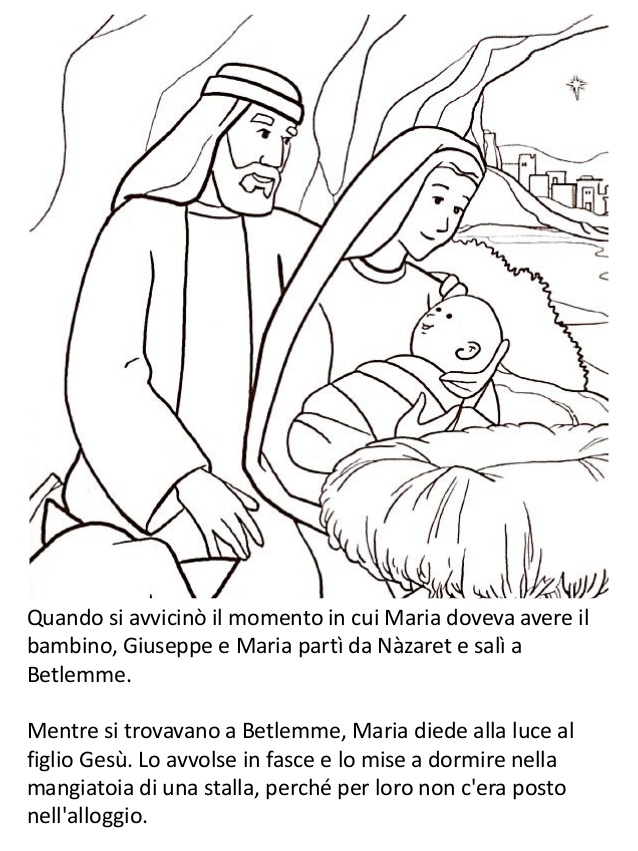 Quando si avvicinò il momento in cui Maria doveva avere il
bambino, Giuseppe e Maria partì da Nàzaret e salì a
Betlemme.
Mentre si trovavano a Betlemme, Maria diede alla luce al
figlio Gesù. Lo avvolse in fasce e lo mise a dormire nella
mangiatoia di una stalla, perché per loro non c'era posto
nell'alloggio.